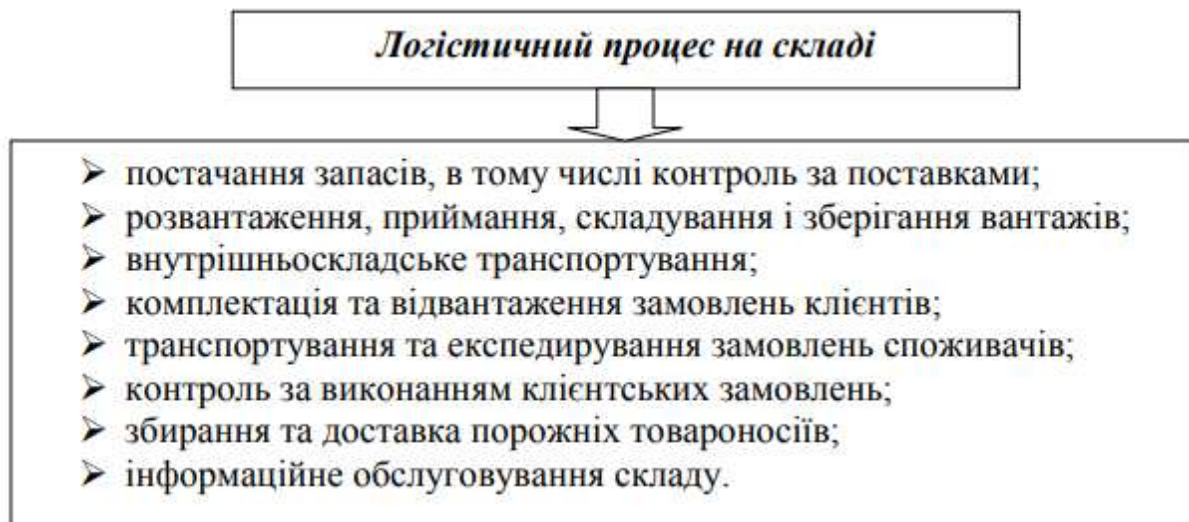 Логістичний процес на складі
➢ постачання запасів, в тому числі контроль за поставками;
➢ розвантаження, приймання, складування і зберігання вантажів;
➢ внутрішньоскладське транспортування;
➢ комплектація та відвантаження замовлень клієнтів;
➢ транспортування та експедирування замовлень споживачів;
➢ контроль за виконанням клієнтських замовлень;
➢ збирання та доставка порожніх товароносіїв;
➢ інформаційне обслуговування складу.